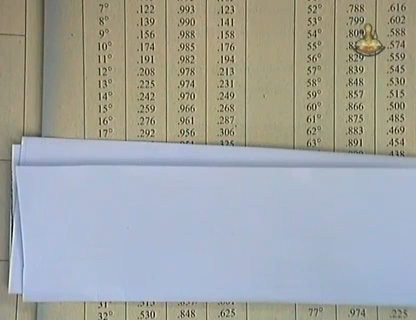 7° .122 .993 .123 52° .788 .616
8° .139 .990 .141 53° .799 .602
9° .156 .988 .158 54° .588
10° .174 .985 .176 .574
11° .191 .982 .194 56° .829 .559
12° .208 .978 .213 57° .839 .545
13° .225 .974 .231 58° .848 .530
14° .242 .970 .249 59° .857 .515
15° .259 .966 .268 60° .866 .500
16° .276 .961 .287 61° .875 .485
17° .292 .956 .306 62° .883 .469
63° .891 .454
.438
32° .530 .848 .625 77° .974 .225